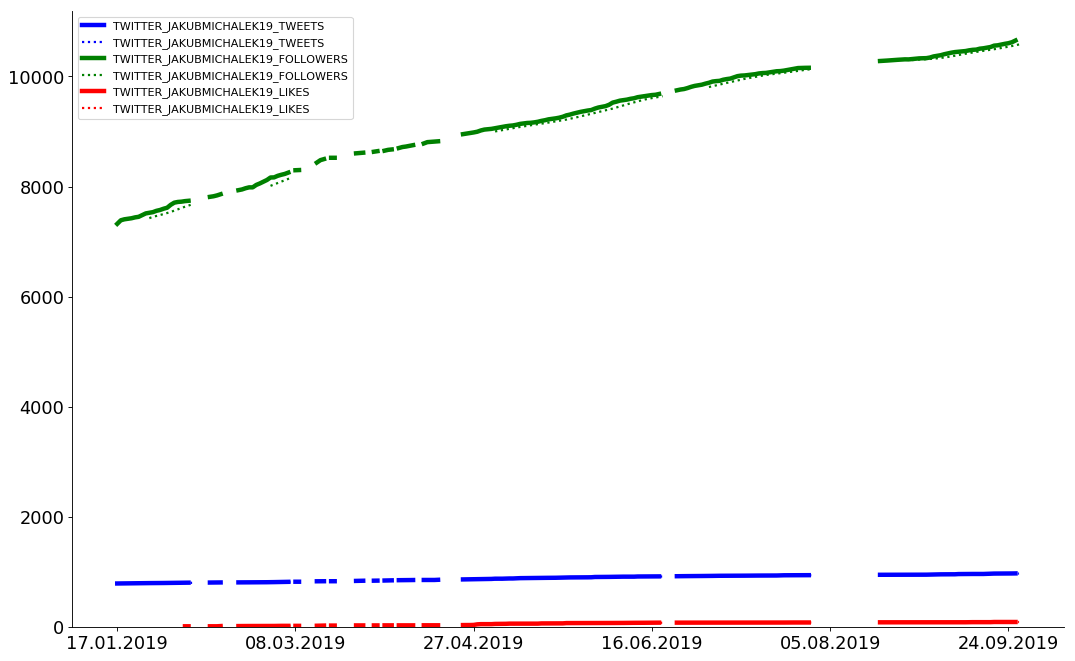 TWITTER_JAKUBMICHALEK19_TWEETS
TWITTER_JAKUBMICHALEK19_TWEETS
TWITTER_JAKUBMICHALEK19_FOLLOWERS
TWITTER_JAKUBMICHALEK19_FOLLOWERS
TWITTER_JAKUBMICHALEK19_LIKES
TWITTER_JAKUBMICHALEK19_LIKES
10000
8000
6000
4000
2000
0
17.01.2019 08.03.2019 27.04.2019 16.06.2019 05.08.2019 24.09.2019